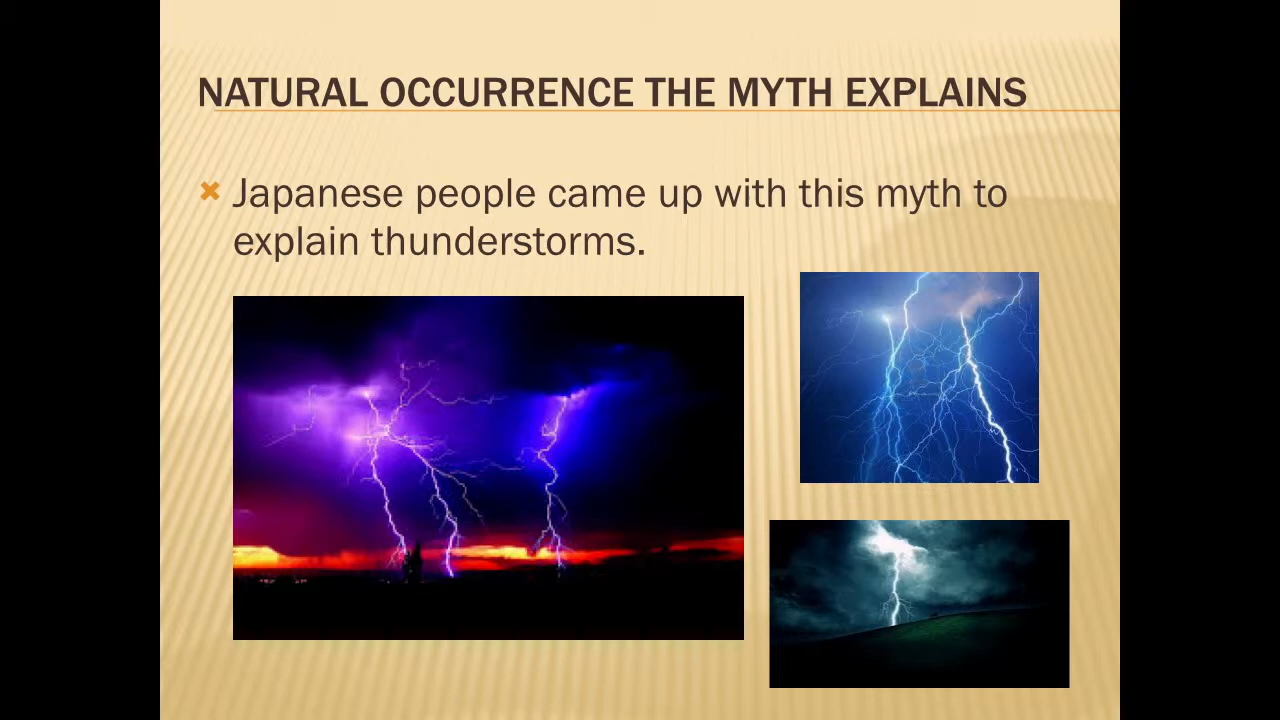 NATURAL OCCURRENCE THE MYTH EXPLAINS
Japanese people came up with this myth to
explain thunderstorms.